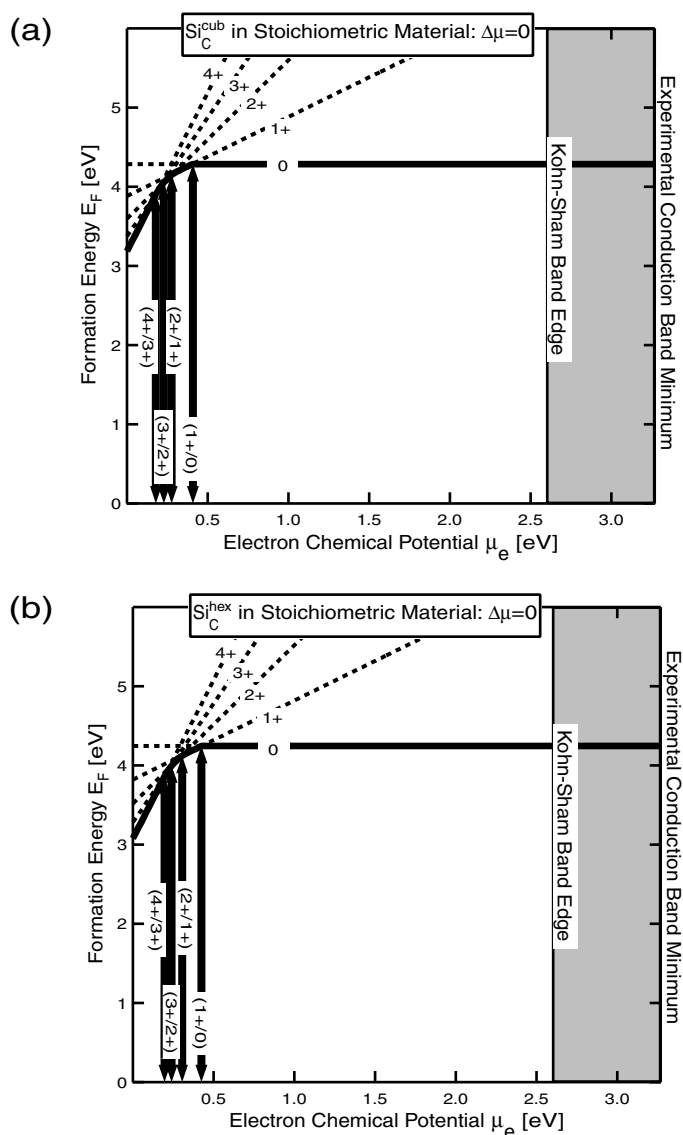 (a)
Si_C^cub in Stoichiometric Material: Δμ=0
Formation Energy E_F [eV]
5
4
3
2
1
0
4+
3+
2+
1+
0
(4+/3+)
(3+/2+)
(2+/1+)
(1+/0)
Kohn-Sham Band Edge
Experimental Conduction Band Minimum
0.5 1.0 1.5 2.0 2.5 3.0
Electron Chemical Potential μ_e [eV]
(b)
Si_C^hex in Stoichiometric Material: Δμ=0
Formation Energy E_F [eV]
5
4
3
2
1
0
4+
3+
2+
1+
0
(4+/3+)
(3+/2+)
(2+/1+)
(1+/0)
Kohn-Sham Band Edge
Experimental Conduction Band Minimum
0.5 1.0 1.5 2.0 2.5 3.0
Electron Chemical Potential μ_e [eV]